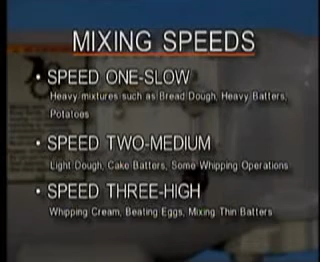 MIXING SPEEDS
• SPEED ONE-SLOW
Heavy mixtures such as Bread Dough, Heavy Batters,
Potatoes
• SPEED TWO-MEDIUM
Light Dough, Cake Batters, Some Whipping Operations
• SPEED THREE-HIGH
Whipping Cream, Beating Eggs, Mixing Thin Batters